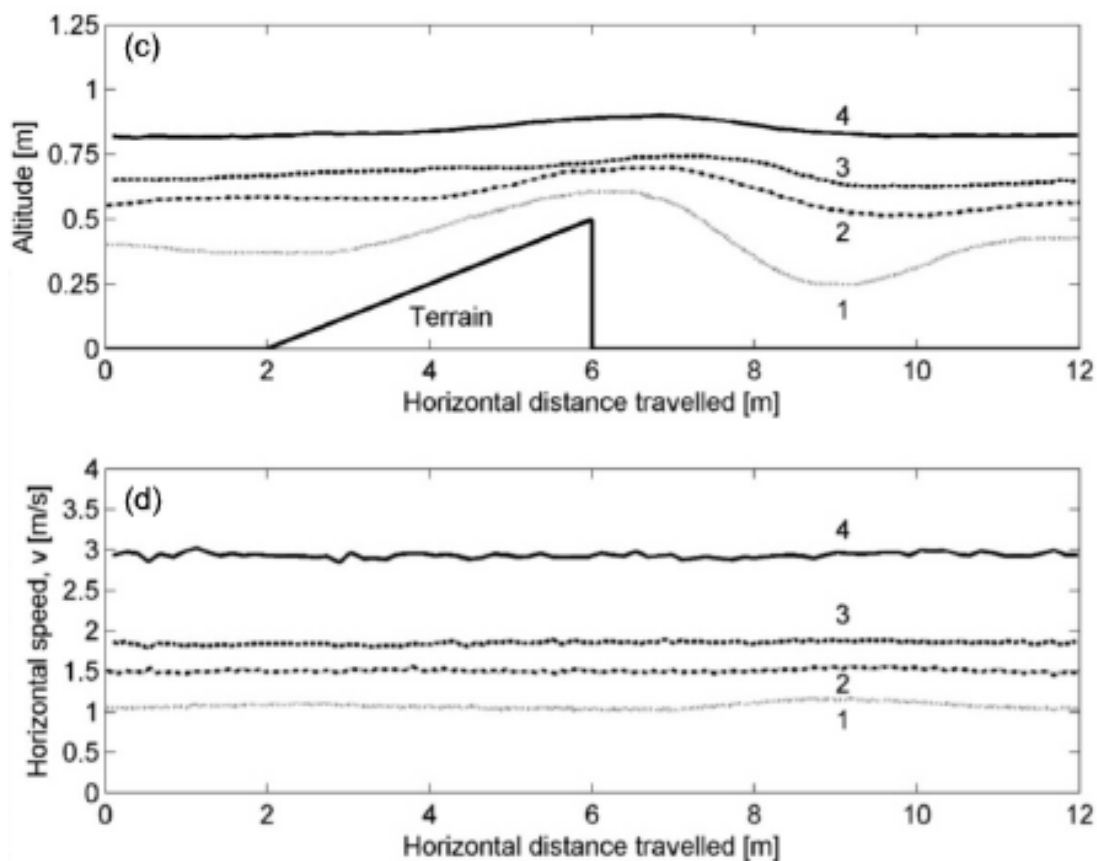 1.25
(c)
1
4
Altitude [m]
0.75
3
0.5
2
0.25
Terrain
1
0
0 2 4 6 8 10 12
Horizontal distance travelled [m]
4
(d)
3.5
4
3
2.5
3
2
1.5
2
1
1
0.5
0
Horizontal speed, v [m/s]
0 2 4 6 8 10 12
Horizontal distance travelled [m]